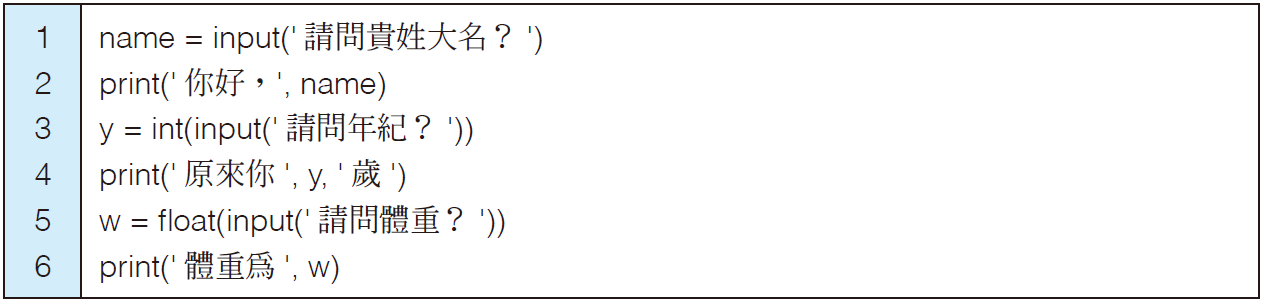 1 name = input('請問貴姓大名？')
2 print('你好，', name)
3 y = int(input('請問年紀？'))
4 print('原來你', y, '歲')
5 w = float(input('請問體重？'))
6 print('體重爲', w)